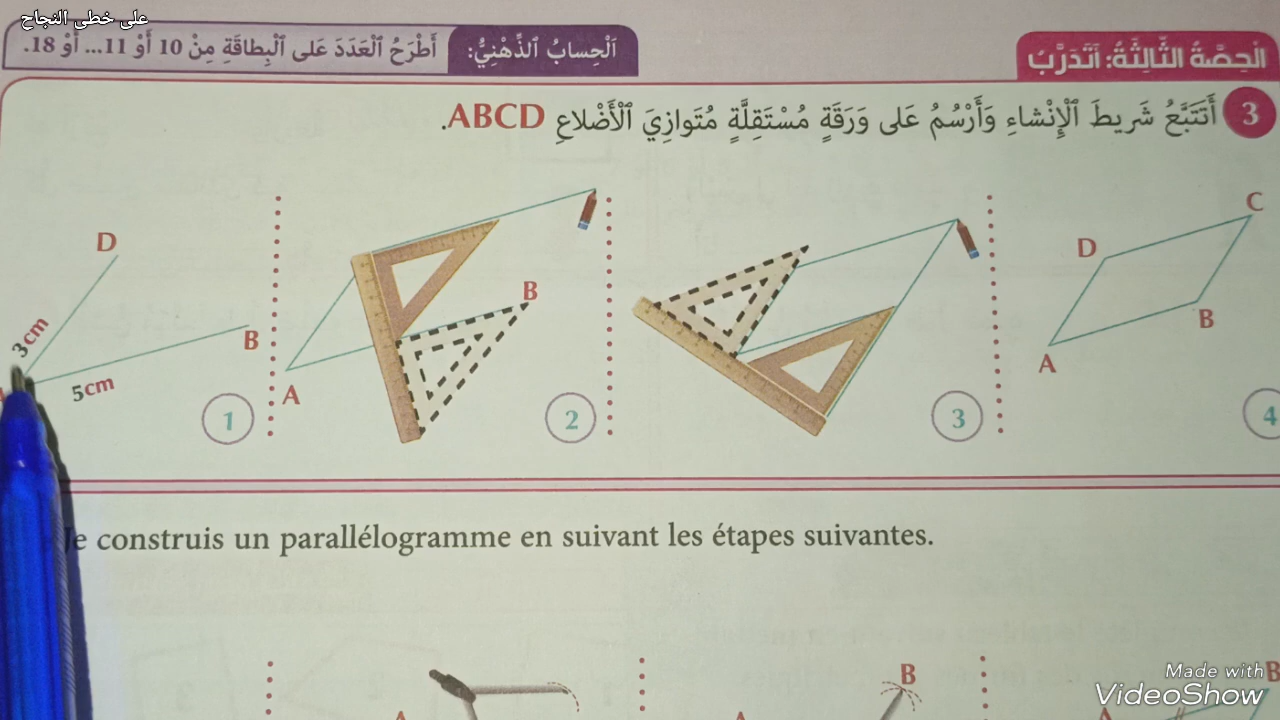 على خطى النجاح
اَلْحِصَّةُ الثَّالِثَةُ: أَتَدَرَّبُ
اَلْحِسابُ ٱلذِّهْنِيُّ: أَطْرَحُ ٱلْعَدَدَ عَلى ٱلْبِطاقَةِ مِنْ 10 أَوْ 11... أَوْ 18.
3 أَتَتَبَّعُ شَريطَ ٱلْإِنْشاءِ وَأَرْسُمُ عَلى وَرَقَةٍ مُسْتَقِلَّةٍ مُتَوازِيَ ٱلْأَضْلاعِ ABCD.
D
3cm
B
5cm
1
B
A
2
3
C
D
B
A
4
Je construis un parallélogramme en suivant les étapes suivantes.
B
B
Made with
VideoShow